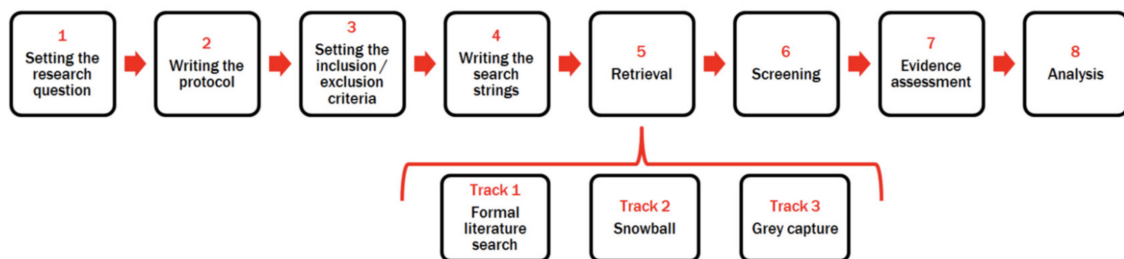 1
Setting the
research
question
2
Writing the
protocol
3
Setting the
inclusion /
exclusion
criteria
4
Writing the
search
strings
5
Retrieval
6
Screening
7
Evidence
assessment
8
Analysis
Track 1
Formal
literature
search
Track 2
Snowball
Track 3
Grey capture